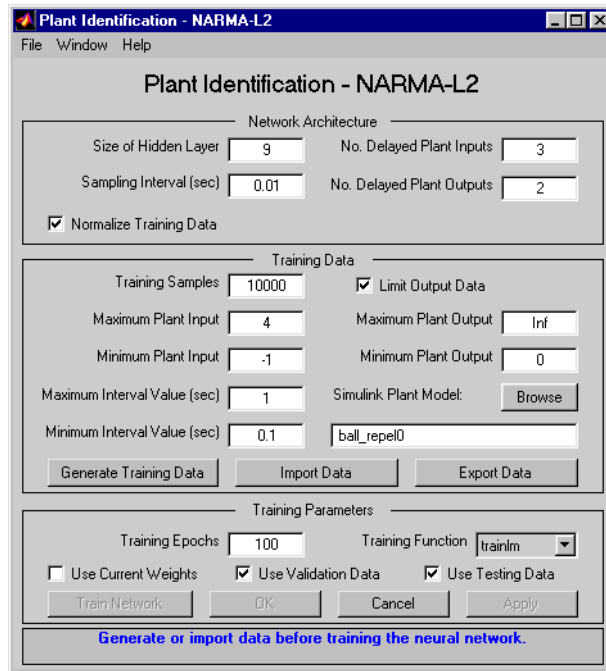 Plant Identification - NARMA-L2
File Window Help
Plant Identification - NARMA-L2
Network Architecture
Size of Hidden Layer 9 No. Delayed Plant Inputs 3
Sampling Interval (sec) 0.01 No. Delayed Plant Outputs 2
Normalize Training Data
Training Data
Training Samples 10000 Limit Output Data
Maximum Plant Input 4 Maximum Plant Output Inf
Minimum Plant Input -1 Minimum Plant Output 0
Maximum Interval Value (sec) 1 Simulink Plant Model: Browse
Minimum Interval Value (sec) 0.1 ball_repel0
Generate Training Data Import Data Export Data
Training Parameters
Training Epochs 100 Training Function trainlm
Use Current Weights Use Validation Data Use Testing Data
Train Network OK Cancel Apply
Generate or import data before training the neural network.